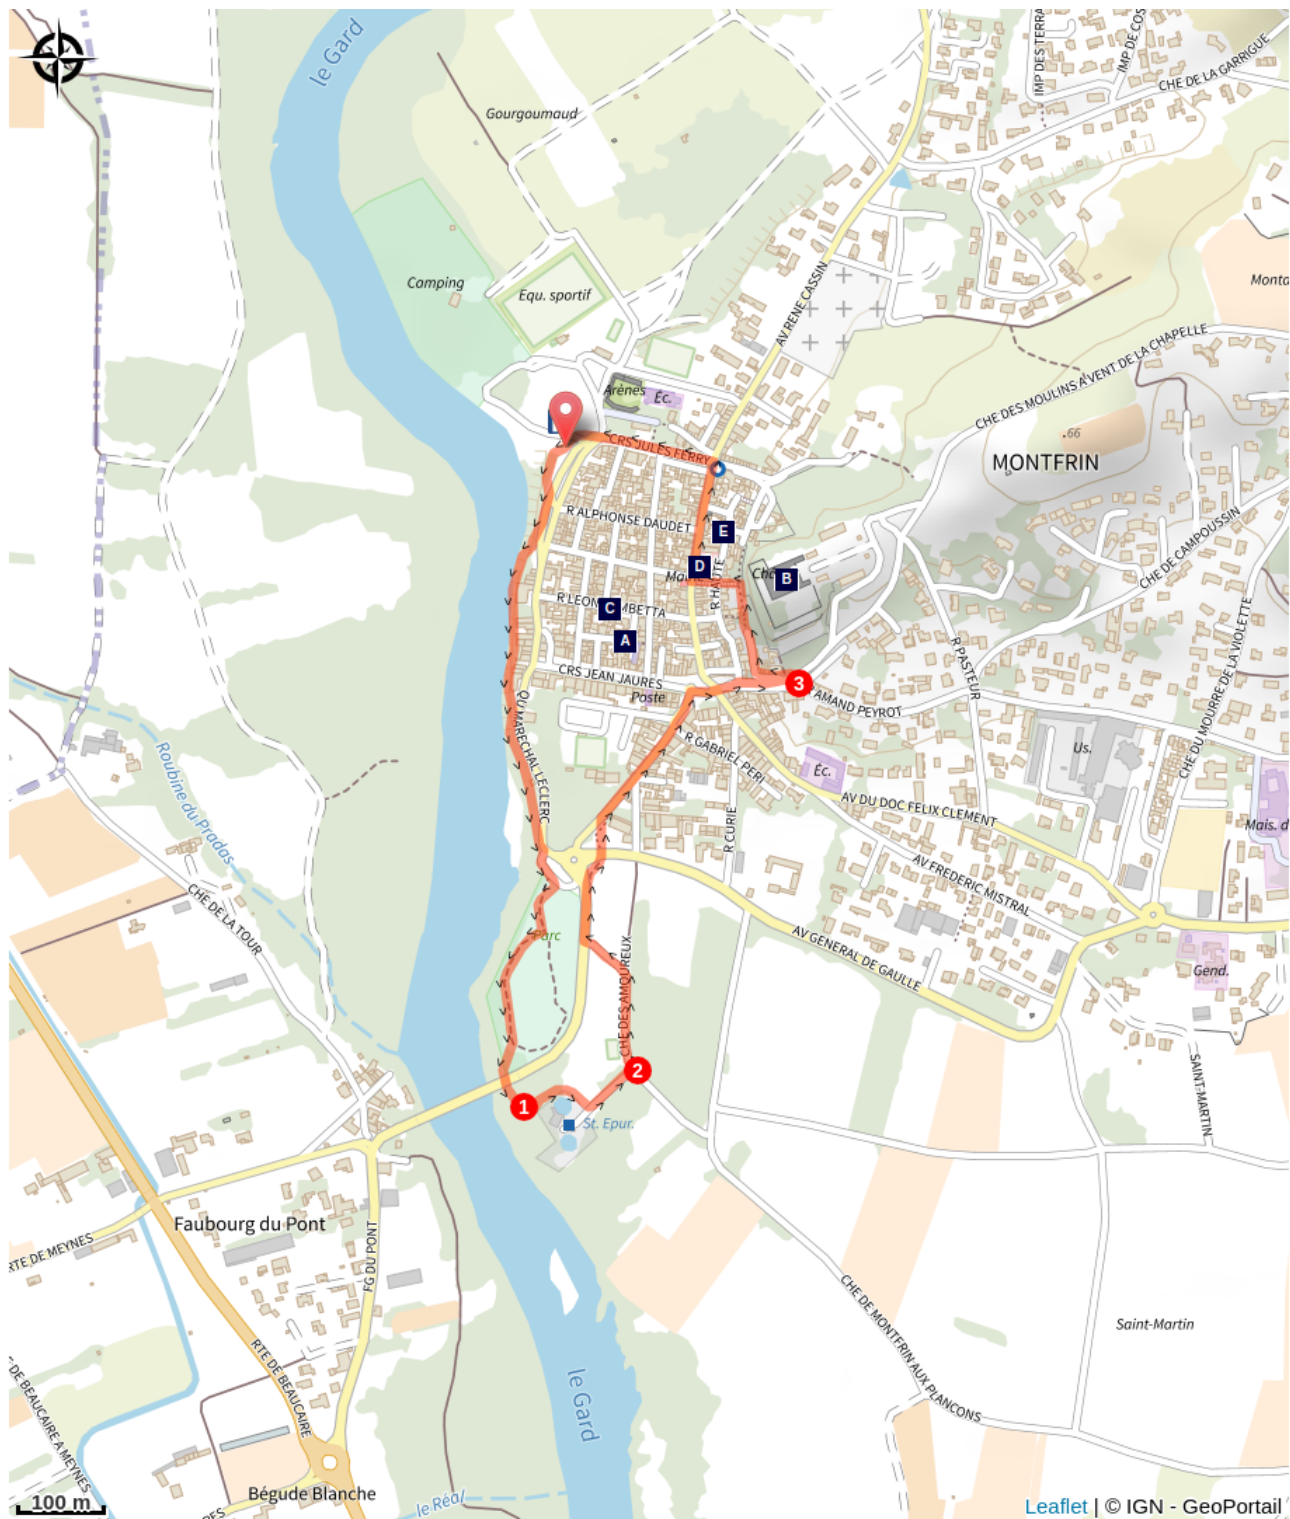 le Gard
IMP DES TERRA
IMP DE COS
CHE DE LA GARRIGUE
Gourgoumaud
Camping
Equ. sportif
AV RENE CASSIN
Monta
CHE DES MOULINS A VENT DE LA CHAPELLE
Arènes
Éc.
66
CRS JULES FERRY
MONTFRIN
R ALPHONSE DAUDET
E
CHE DE CAMPOUSSIN
D
B
R HAUTE
C
R LEON
MBETTA
A
R PASTEUR
CHE DU MOURRE DE LA VIOLETTE
CRS JEAN JAURES
3
Poste
AMAND PEYROT
QU MARECHAL LECLERC
R GABRIEL PERI
Us.
Roubine du Pradas
Éc.
AV DU DOC FELIX CLEMENT
R CURIE
Mais. d
AV FREDERIC MISTRAL
CHE DE LA TOUR
Parc
AV GENERAL DE GAULLE
CHE DES AMOUREUX
Gend.
2
1
St. Epur.
SAINT-MARTIN
Faubourg du Pont
RTE DE MEYNES
FG DU PONT
CHE DE MONTFRIN AUX PLANCONS
Saint-Martin
RTE DE BEAUCAIRE
DE BEAUCAIRE A MEYNES
le Gard
Bégude Blanche
le Réal
100 m
Leaflet | © IGN - GeoPortail